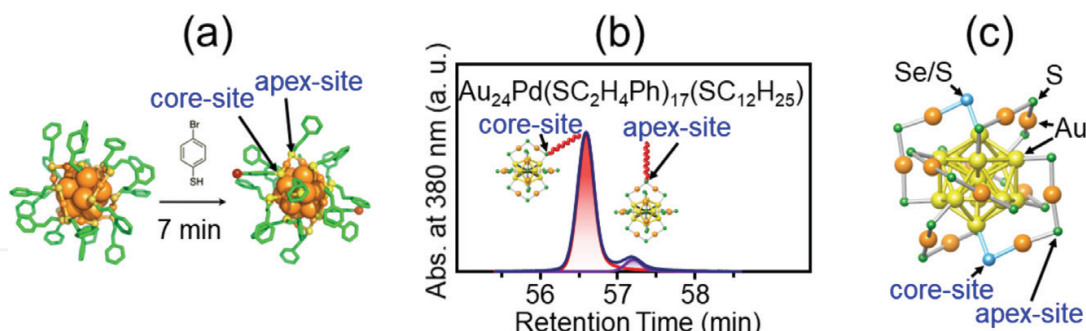 (a)
core-site
apex-site
Br
SH
7 min
(b)
Au24Pd(SC2H4Ph)17(SC12H25)
core-site
apex-site
Abs. at 380 nm (a. u.)
56 57 58
Retention Time (min)
(c)
Se/S
S
Au
core-site
apex-site